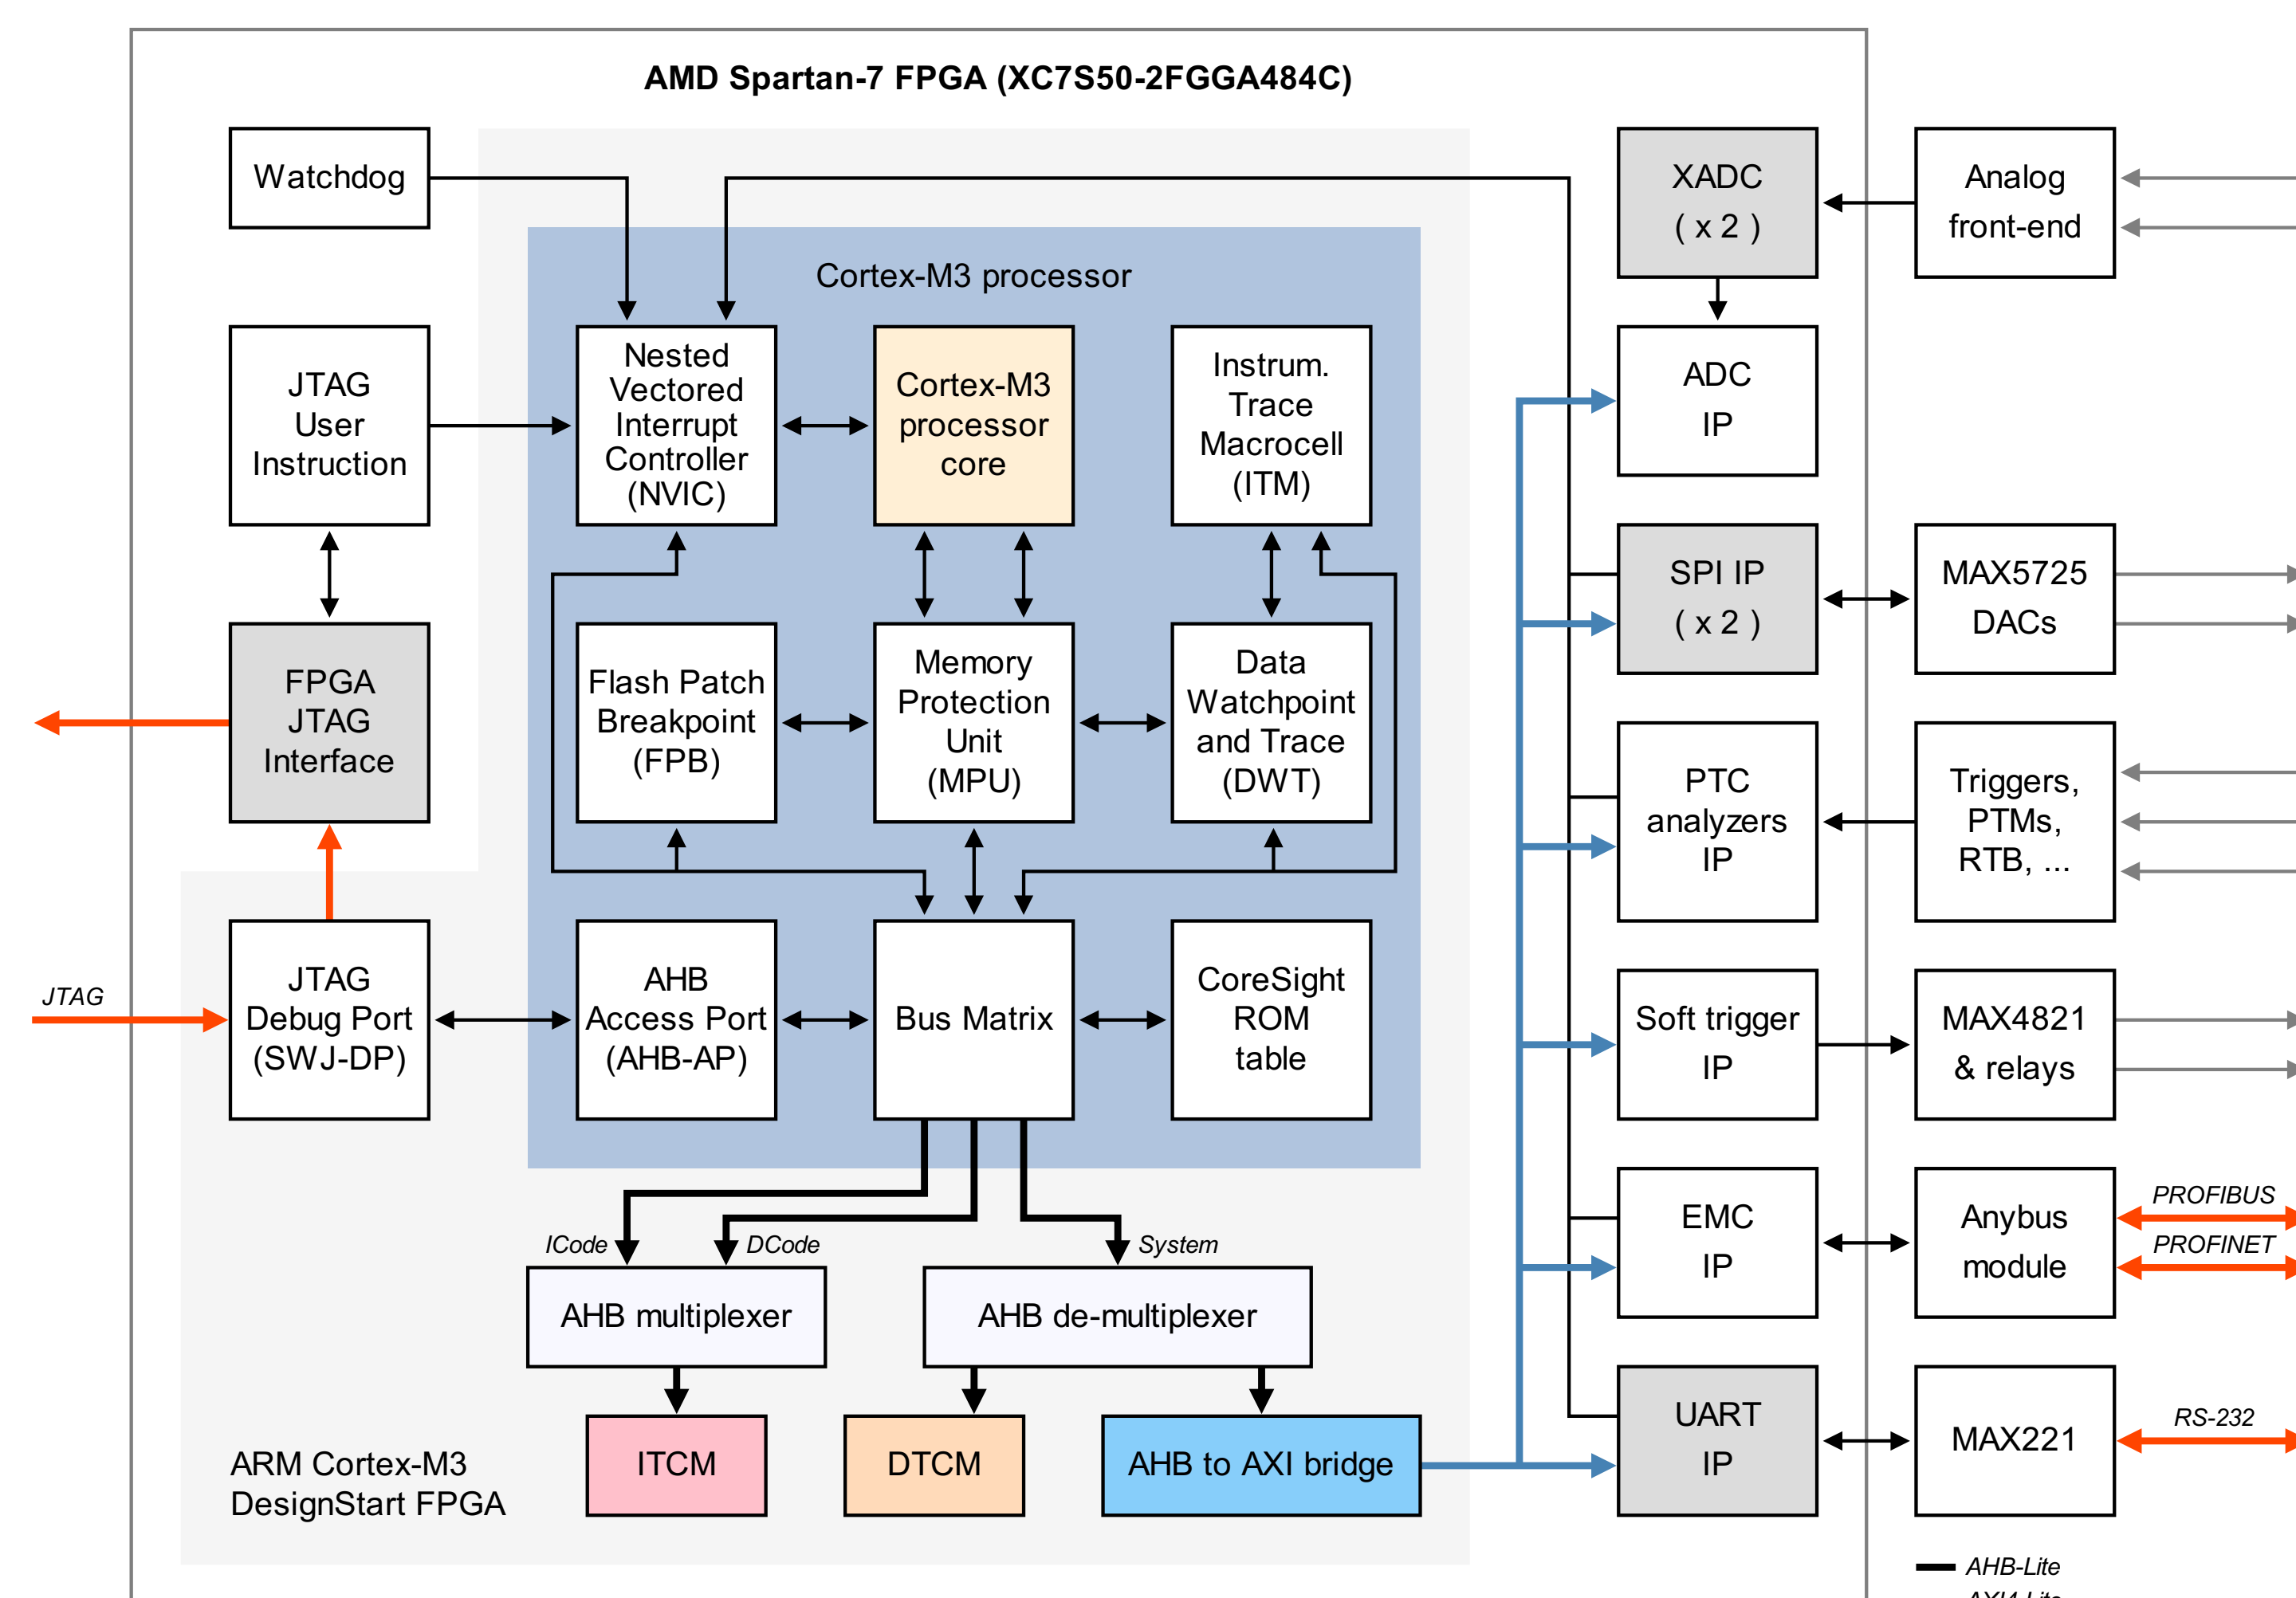 AMD Spartan-7 FPGA (XC7S50-2FGGA484C)
Watchdog
XADC
( x 2 )
Analog
front-end
Cortex-M3 processor
JTAG
User
Instruction
Nested
Vectored
Interrupt
Controller
(NVIC)
Cortex-M3
processor
core
Instrum.
Trace
Macrocell
(ITM)
ADC
IP
SPI IP
( x 2 )
MAX5725
DACs
FPGA
JTAG
Interface
Flash Patch
Breakpoint
(FPB)
Memory
Protection
Unit
(MPU)
Data
Watchpoint
and Trace
(DWT)
PTC
analyzers
IP
Triggers,
PTMs,
RTB, ...
JTAG
JTAG
Debug Port
(SWJ-DP)
AHB
Access Port
(AHB-AP)
Bus Matrix
CoreSight
ROM
table
Soft trigger
IP
MAX4821
& relays
ICode
DCode
System
EMC
IP
Anybus
module
PROFIBUS
PROFINET
AHB multiplexer
AHB de-multiplexer
ARM Cortex-M3
DesignStart FPGA
ITCM
DTCM
AHB to AXI bridge
UART
IP
MAX221
RS-232
AHB-Lite
AXI4-Lite